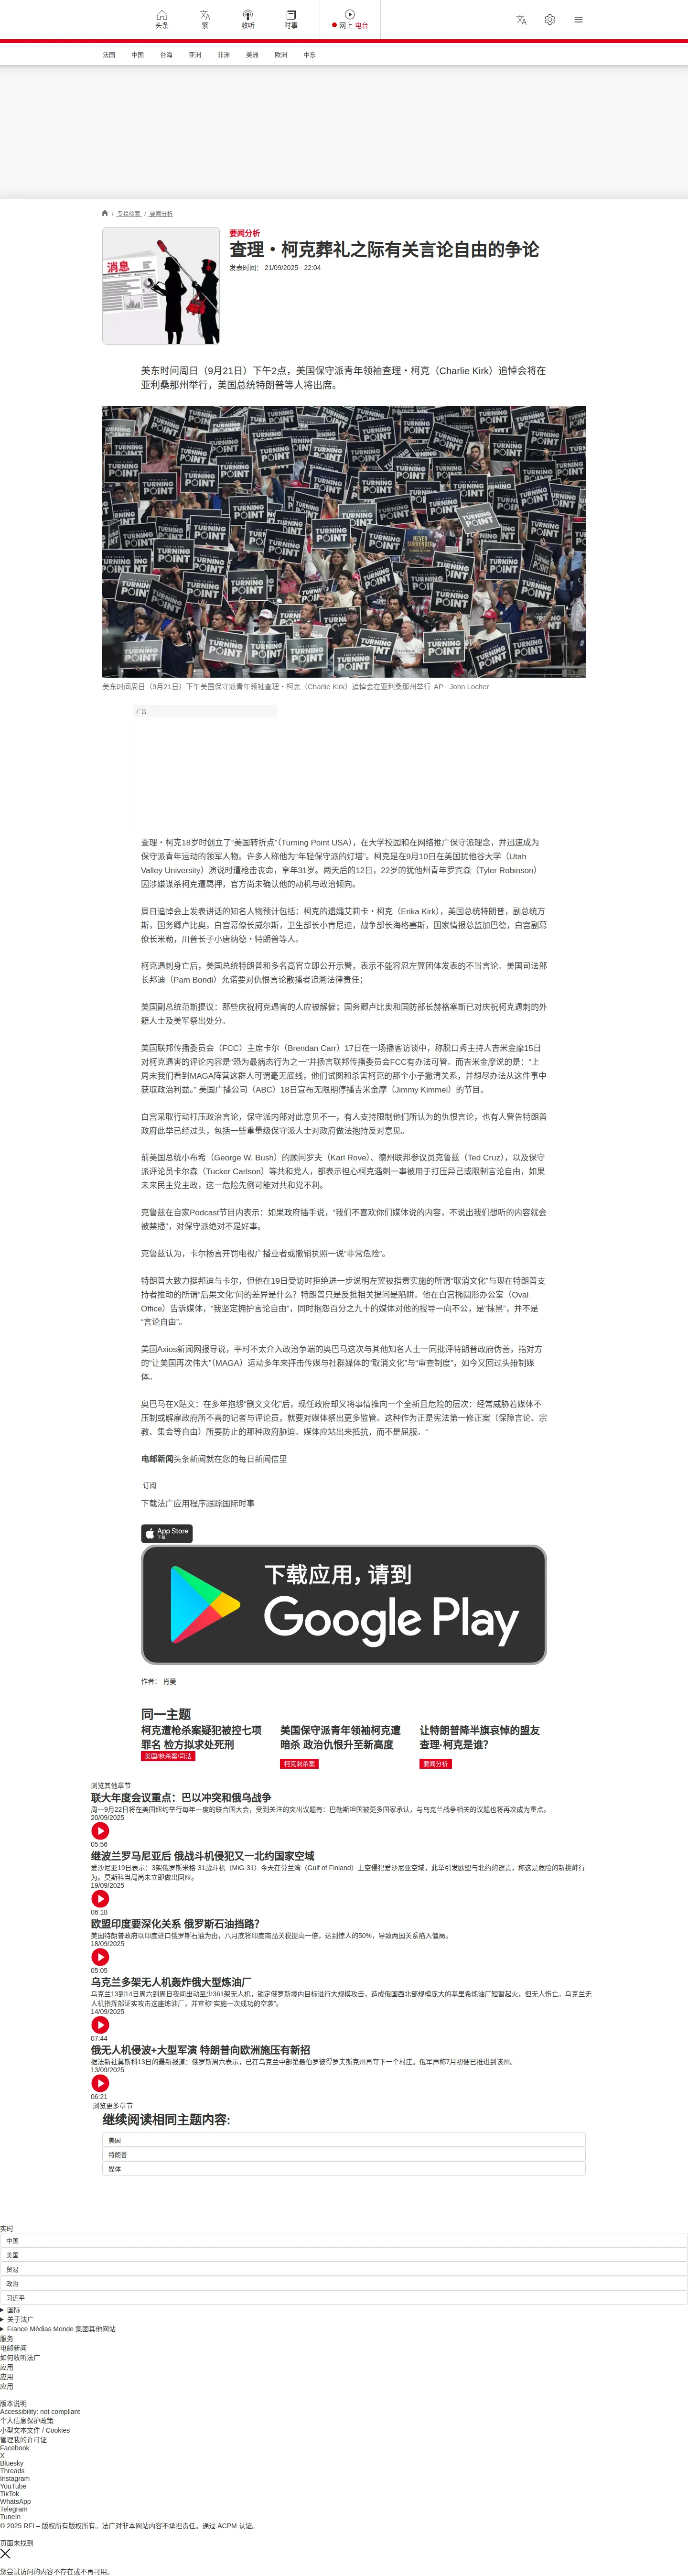 头条
繁
收听
时事
网上 电台
法国 中国 台海 亚洲 非洲 美洲 欧洲 中东
/ 专栏检索 / 要闻分析
消息
要闻分析
查理・柯克葬礼之际有关言论自由的争论
发表时间： 21/09/2025 - 22:04
美东时间周日（9月21日）下午2点，美国保守派青年领袖查理・柯克（Charlie Kirk）追悼会将在
亚利桑那州举行，美国总统特朗普等人将出席。
TURNING POINT
NEVER SURRENDER
美东时间周日（9月21日）下午美国保守派青年领袖查理・柯克（Charlie Kirk）追悼会在亚利桑那州举行 AP - John Locher
广告
查理・柯克18岁时创立了“美国转折点”（Turning Point USA），在大学校园和在网络推广保守派理念，并迅速成为
保守派青年运动的领军人物。许多人称他为“年轻保守派的灯塔”。柯克是在9月10日在美国犹他谷大学（Utah
Valley University）演说时遭枪击丧命，享年31岁。两天后的12日，22岁的犹他州青年罗宾森（Tyler Robinson）
因涉嫌谋杀柯克遭羁押，官方尚未确认他的动机与政治倾向。
周日追悼会上发表讲话的知名人物预计包括：柯克的遗孀艾莉卡・柯克（Erika Kirk），美国总统特朗普，副总统万
斯，国务卿卢比奥，白宫幕僚长威尔斯，卫生部长小肯尼迪，战争部长海格塞斯，国家情报总监加巴德，白宫副幕
僚长米勒，川普长子小唐纳德・特朗普等人。
柯克遇刺身亡后，美国总统特朗普和多名高官立即公开示警，表示不能容忍左翼团体发表的不当言论。美国司法部
长邦迪（Pam Bondi）允诺要对仇恨言论散播者追溯法律责任；
美国副总统范斯提议：那些庆祝柯克遇害的人应被解僱；国务卿卢比奥和国防部长赫格塞斯已对庆祝柯克遇刺的外
籍人士及美军祭出处分。
美国联邦传播委员会（FCC）主席卡尔（Brendan Carr）17日在一场播客访谈中，称脱口秀主持人吉米金摩15日
对柯克遇害的评论内容是“恐为最病态行为之一”并扬言联邦传播委员会FCC有办法可管。而吉米金摩说的是：“上
周末我们看到MAGA阵营这群人可谓毫无底线，他们试图和杀害柯克的那个小子撇清关系，并想尽办法从这件事中
获取政治利益。” 美国广播公司（ABC）18日宣布无限期停播吉米金摩（Jimmy Kimmel）的节目。
白宫采取行动打压政治言论，保守派内部对此意见不一，有人支持限制他们所认为的仇恨言论，也有人警告特朗普
政府此举已经过头，包括一些重量级保守派人士对政府做法抱持反对意见。
前美国总统小布希（George W. Bush）的顾问罗夫（Karl Rove）、德州联邦参议员克鲁兹（Ted Cruz），以及保守
派评论员卡尔森（Tucker Carlson）等共和党人，都表示担心柯克遇刺一事被用于打压异己或限制言论自由，如果
未来民主党主政，这一危险先例可能对共和党不利。
克鲁兹在自家Podcast节目内表示：如果政府插手说，“我们不喜欢你们媒体说的内容，不说出我们想听的内容就会
被禁播”，对保守派绝对不是好事。
克鲁兹认为，卡尔扬言开罚电视广播业者或撤销执照一说“非常危险”。
特朗普大致力挺邦迪与卡尔，但他在19日受访时拒绝进一步说明左翼被指责实施的所谓“取消文化”与现在特朗普支
持者推动的所谓“后果文化”间的差异是什么？特朗普只是反批相关提问是陷阱。他在白宫椭圆形办公室（Oval
Office）告诉媒体，“我坚定拥护言论自由”，同时抱怨百分之九十的媒体对他的报导一向不公，是“抹黑”，并不是
“言论自由”。
美国Axios新闻网报导说，平时不太介入政治争端的奥巴马这次与其他知名人士一同批评特朗普政府伪善，指对方
的“让美国再次伟大”（MAGA）运动多年来抨击传媒与社群媒体的“取消文化”与“审查制度”，如今又回过头箝制媒
体。
奥巴马在X贴文：在多年抱怨“删文文化”后，现任政府却又将事情推向一个全新且危险的层次：经常威胁若媒体不
压制或解雇政府所不喜的记者与评论员，就要对媒体祭出更多监管。这种作为正是宪法第一修正案（保障言论、宗
教、集会等自由）所要防止的那种政府胁迫。媒体应站出来抵抗，而不是屈服。“
电邮新闻头条新闻就在您的每日新闻信里
订阅
下载法广应用程序跟踪国际时事
App Store
下载
下载应用，请到
Google Play
作者： 肖曼
同一主题
柯克遭枪杀案疑犯被控七项
罪名 检方拟求处死刑
美国/枪杀案/司法
美国保守派青年领袖柯克遭
暗杀 政治仇恨升至新高度
柯克刺杀案
让特朗普降半旗哀悼的盟友
查理·柯克是谁？
要闻分析
浏览其他章节
联大年度会议重点：巴以冲突和俄乌战争
周一9月22日将在美国纽约举行每年一度的联合国大会，受到关注的突出议题有：巴勒斯坦国被更多国家承认，与乌克兰战争相关的议题也将再次成为重点。
20/09/2025
05:56
继波兰罗马尼亚后 俄战斗机侵犯又一北约国家空域
爱沙尼亚19日表示：3架俄罗斯米格-31战斗机（MiG-31）今天在芬兰湾（Gulf of Finland）上空侵犯爱沙尼亚空域，此举引发欧盟与北约的谴责，称这是危险的新挑衅行
为。莫斯科当局尚未立即做出回应。
19/09/2025
06:18
欧盟印度要深化关系 俄罗斯石油挡路？
美国特朗普政府以印度进口俄罗斯石油为由，八月底将印度商品关税提高一倍，达到惊人的50%，导致两国关系陷入僵局。
18/09/2025
05:05
乌克兰多架无人机轰炸俄大型炼油厂
乌克兰13到14日周六到周日夜间出动至少361架无人机，锁定俄罗斯境内目标进行大规模攻击，造成俄国西北部规模庞大的基里希炼油厂短暂起火，但无人伤亡。乌克兰无
人机指挥部证实攻击这座炼油厂，并宣称“实施一次成功的空袭”。
14/09/2025
07:44
俄无人机侵波+大型军演 特朗普向欧洲施压有新招
据法新社莫斯科13日的最新报道：俄罗斯周六表示，已在乌克兰中部第聂伯罗彼得罗夫斯克州再夺下一个村庄。俄军声称7月初便已推进到该州。
13/09/2025
06:21
浏览更多章节
继续阅读相同主题内容:
美国
特朗普
媒体
实时
中国
美国
贸易
政治
习近平
国际
关于法广
France Médias Monde 集团其他网站
服务
电邮新闻
如何收听法广
应用
应用
应用
版本说明
Accessibility: not compliant
个人信息保护政策
小型文本文件 / Cookies
管理我的许可证
Facebook
X
Bluesky
Threads
Instagram
YouTube
TikTok
WhatsApp
Telegram
TuneIn
© 2025 RFI – 版权所有版权所有。法广对非本网站内容不承担责任。通过 ACPM 认证。
页面未找到
您尝试访问的内容不存在或不再可用。